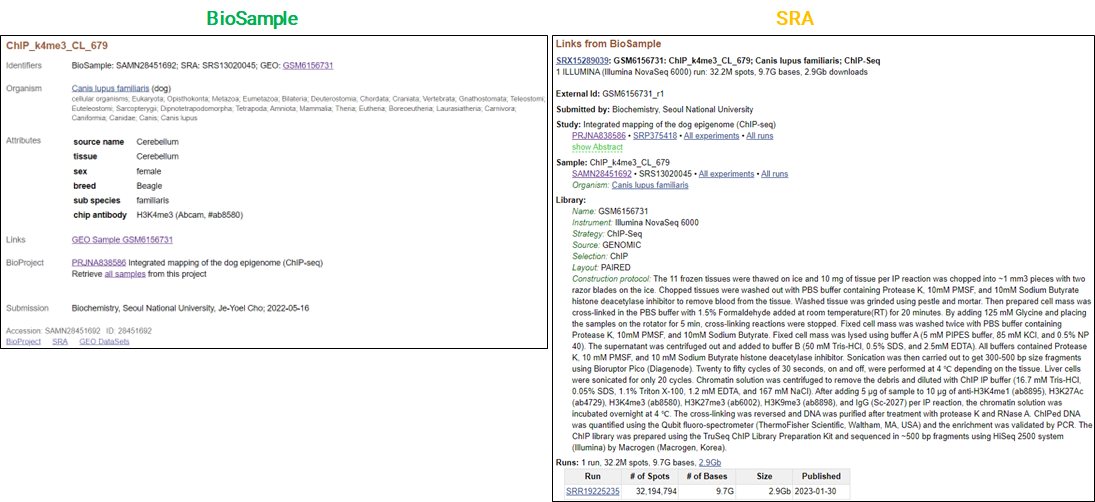 BioSample
SRA
ChIP_k4me3_CL_679
Identifiers BioSample: SAMN28451692; SRA: SRS13020045; GEO: GSM6156731
Organism Canis lupus familiaris (dog)
cellular organisms; Eukaryota; Opisthokonta; Metazoa; Eumetazoa; Bilateria; Deuterostomia; Chordata; Craniata; Vertebrata; Gnathostomata; Teleostomi;
Euteleostomi; Sarcopterygii; Dipnotetrapodomorpha; Tetrapoda; Amniota; Mammalia; Theria; Eutheria; Boreoeutheria; Laurasiatheria; Carnivora;
Caniformia; Canidae; Canis; Canis lupus
Attributes source name Cerebellum
tissue Cerebellum
sex female
breed Beagle
sub species familiaris
chip antibody H3K4me3 (Abcam, #ab8580)
Links GEO Sample GSM6156731
BioProject PRJNA838586 Integrated mapping of the dog epigenome (ChIP-seq)
Retrieve all samples from this project
Submission Biochemistry, Seoul National University, Je-Yoel Cho; 2022-05-16
Accession: SAMN28451692 ID: 28451692
BioProject SRA GEO DataSets
Links from BioSample
SRX15289039: GSM6156731: ChIP_k4me3_CL_679; Canis lupus familiaris; ChIP-Seq
1 ILLUMINA (Illumina NovaSeq 6000) run: 32.2M spots, 9.7G bases, 2.9Gb downloads
External Id: GSM6156731_r1
Submitted by: Biochemistry, Seoul National University
Study: Integrated mapping of the dog epigenome (ChIP-seq)
PRJNA838586 • SRP375418 • All experiments • All runs
show Abstract
Sample: ChIP_k4me3_CL_679
SAMN28451692 • SRS13020045 • All experiments • All runs
Organism: Canis lupus familiaris
Library:
Name: GSM6156731
Instrument: Illumina NovaSeq 6000
Strategy: ChIP-Seq
Source: GENOMIC
Selection: ChIP
Layout: PAIRED
Construction protocol: The 11 frozen tissues were thawed on ice and 10 mg of tissue per IP reaction was chopped into ~1 mm3 pieces with two
razor blades on the ice. Chopped tissues were washed out with PBS buffer containing Protease K, 10mM PMSF, and 10mM Sodium Butyrate
histone deacetylase inhibitor to remove blood from the tissue. Washed tissue was grinded using pestle and mortar. Then prepared cell mass was
cross-linked in the PBS buffer with 1.5% Formaldehyde added at room temperature(RT) for 20 minutes. By adding 125 mM Glycine and placing
the samples on the rotator for 5 min, cross-linking reactions were stopped. Fixed cell mass was washed twice with PBS buffer containing
Protease K, 10mM PMSF, and 10mM Sodium Butyrate. Fixed cell mass was lysed using buffer A (5 mM PIPES buffer, 85 mM KCl, and 0.5% NP
40). The supernatant was centrifuged out and added to buffer B (50 mM Tris-HCl, 0.5% SDS, and 2.5mM EDTA). All buffers contained Protease
K, 10 mM PMSF, and 10 mM Sodium Butyrate histone deacetylase inhibitor. Sonication was then carried out to get 300-500 bp size fragments
using Bioruptor Pico (Diagenode). Twenty to fifty cycles of 30 seconds, on and off, were performed at 4 ℃ depending on the tissue. Liver cells
were sonicated for only 20 cycles. Chromatin solution was centrifuged to remove the debris and diluted with ChIP IP buffer (16.7 mM Tris-HCl,
0.05% SDS, 1.1% Triton X-100, 1.2 mM EDTA, and 167 mM NaCl). After adding 5 μg of sample to 10 μg of anti-H3K4me1 (ab8895), H3K27Ac
(ab4729), H3K4me3 (ab8580), H3K27me3 (ab6002), H3K9me3 (ab8898), and IgG (Sc-2027) per IP reaction, the chromatin solution was
incubated overnight at 4 ℃. The cross-linking was reversed and DNA was purified after treatment with protease K and RNase A. ChIPed DNA
was quantified using the Qubit fluoro-spectrometer (ThermoFisher Scientific, Waltham, MA, USA) and the enrichment was validated by PCR. The
ChIP library was prepared using the TruSeq ChIP Library Preparation Kit and sequenced in ~500 bp fragments using HiSeq 2500 system
(Illumina) by Macrogen (Macrogen, Korea).
Runs: 1 run, 32.2M spots, 9.7G bases, 2.9Gb
Run # of Spots # of Bases Size Published
SRR19225235 32,194,794 9.7G 2.9Gb 2023-01-30